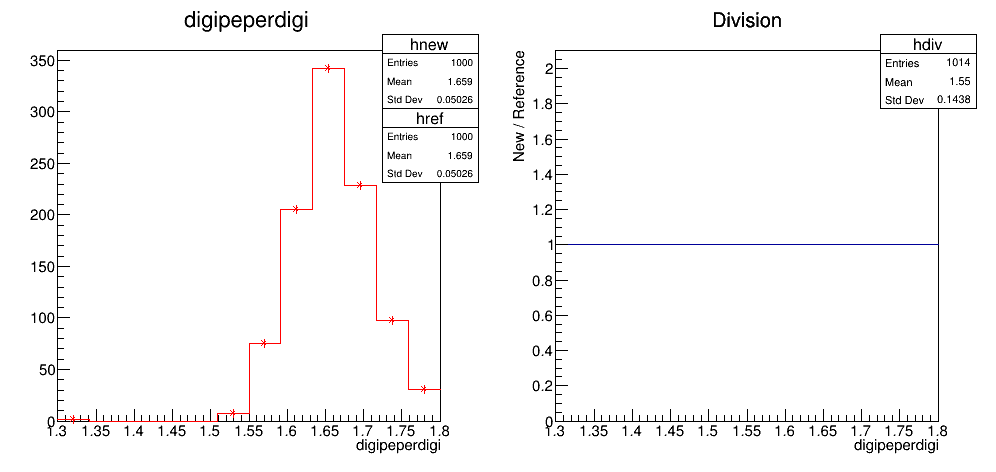 digipeperdigi
hnew
Entries 1000
Mean 1.659
Std Dev 0.05026
href
Entries 1000
Mean 1.659
Std Dev 0.05026
350
300
250
200
150
100
50
0
1.3 1.35 1.4 1.45 1.5 1.55 1.6 1.65 1.7 1.75 1.8
digipeperdigi
Division
hdiv
Entries 1014
Mean 1.55
Std Dev 0.1438
New / Reference
2
1.8
1.6
1.4
1.2
1
0.8
0.6
0.4
0.2
0
1.3 1.35 1.4 1.45 1.5 1.55 1.6 1.65 1.7 1.75 1.8
digipeperdigi